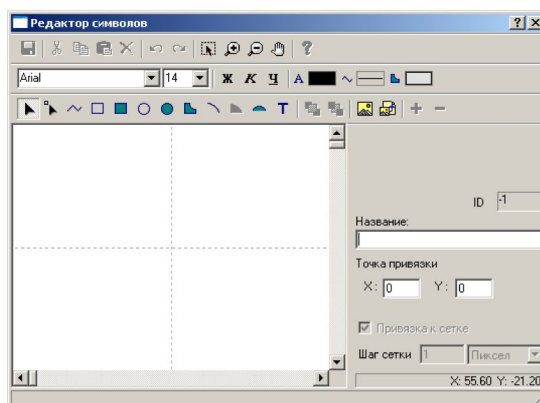 Редактор символов
Arial 14 Ж К Ч A
T
ID -1
Название:
Точка привязки
X: 0 Y: 0
Привязка к сетке
Шаг сетки 1 Пиксел
X: 55.60 Y: -21.20